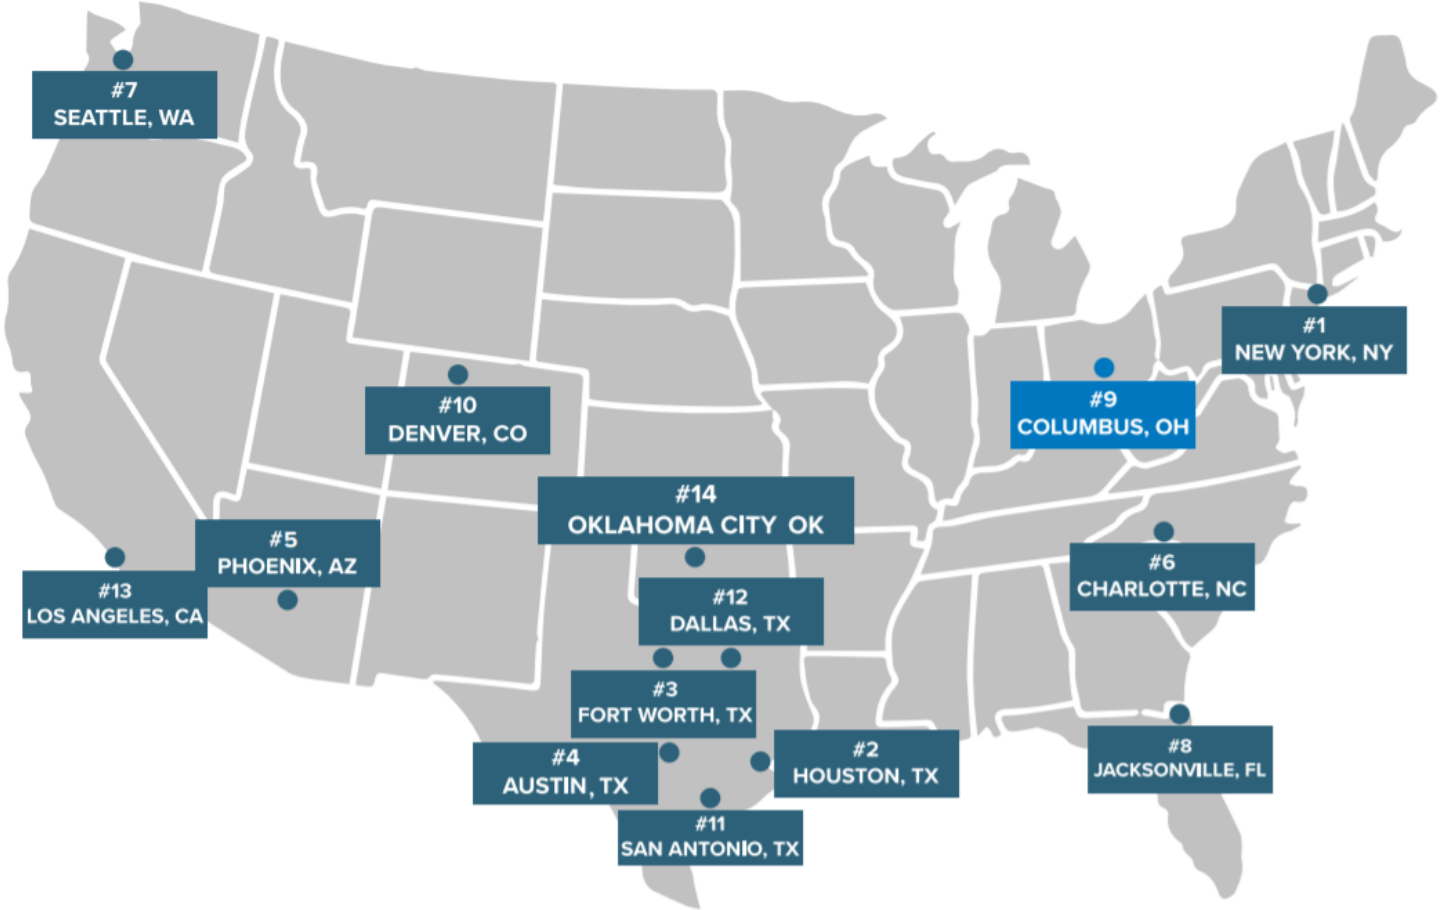 #7
SEATTLE, WA
#1
NEW YORK, NY
#9
COLUMBUS, OH
#10
DENVER, CO
#14
OKLAHOMA CITY OK
#5
PHOENIX, AZ
#6
CHARLOTTE, NC
#13
LOS ANGELES, CA
#12
DALLAS, TX
#3
FORT WORTH, TX
#4
AUSTIN, TX
#2
HOUSTON, TX
#8
JACKSONVILLE, FL
#11
SAN ANTONIO, TX